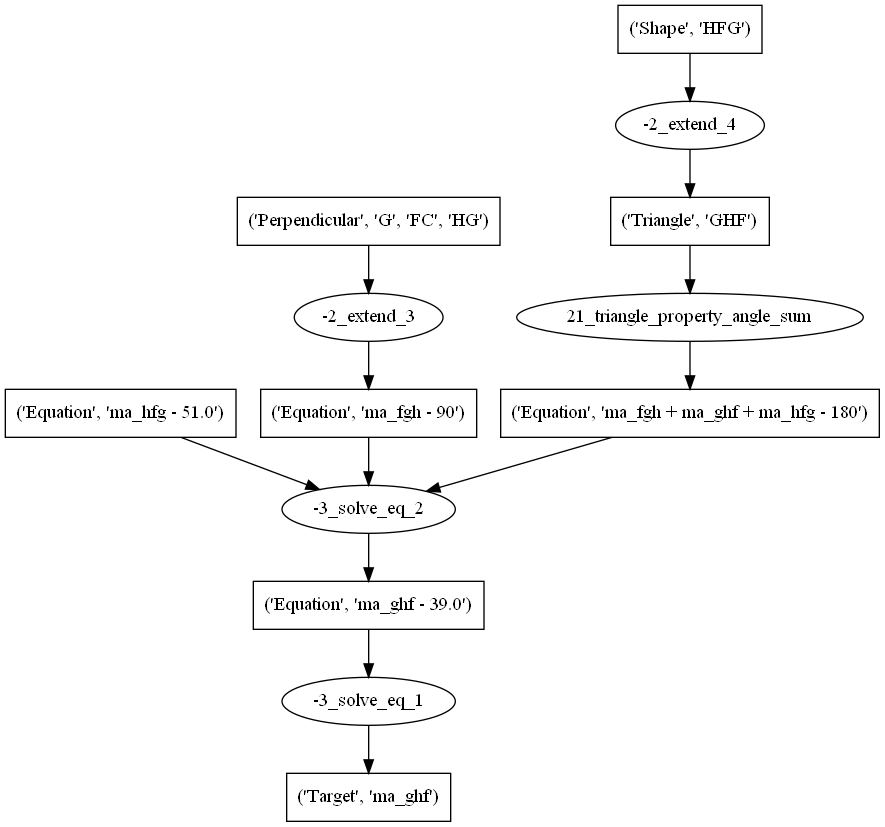 ('Shape', 'HFG')
-2_extend_4
('Perpendicular', 'G', 'FC', 'HG')
('Triangle', 'GHF')
-2_extend_3
21_triangle_property_angle_sum
('Equation', 'ma_hfg - 51.0')
('Equation', 'ma_fgh - 90')
('Equation', 'ma_fgh + ma_ghf + ma_hfg - 180')
-3_solve_eq_2
('Equation', 'ma_ghf - 39.0')
-3_solve_eq_1
('Target', 'ma_ghf')